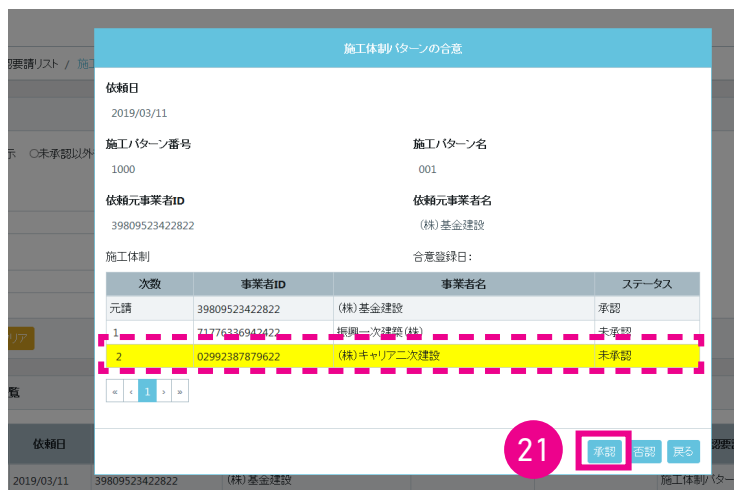 施工体制パターンの合意
認要請リスト / 施工
依頼日
2019/03/11
施工パターン番号 施工パターン名
示 ○未承認以外
1000 001
依頼元事業者ID 依頼元事業者名
39809523422822 (株)基金建設
施工体制 合意登録日:
次数 事業者ID 事業者名 ステータス
元請 39809523422822 (株)基金建設 承認
1 71776336942422 振興一次建築(株) 未承認
リア
2 02992387879622 (株)キャリア二次建設 未承認
« ‹ 1 › »
覧
21 承認 否認 戻る
依頼日 認要
2019/03/11 39809523422822 (株)基金建設 施工体制パター